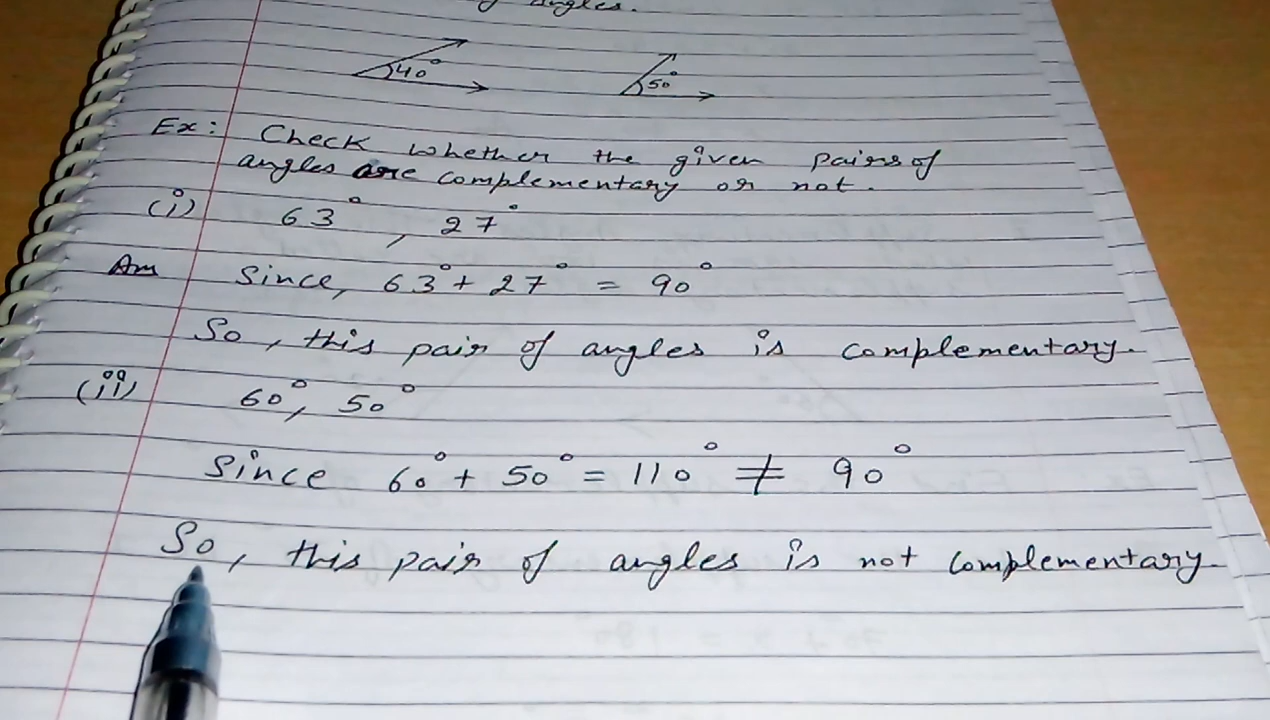 angles.
40° 50°
Ex: Check whether the given pairs of
angles are complementary or not.
(i) 63°, 27°
Ans Since, 63° + 27° = 90°
So, this pair of angles is complementary.
(ii) 60°, 50°
Since 60° + 50° = 110° ≠ 90°
So, this pair of angles is not complementary.